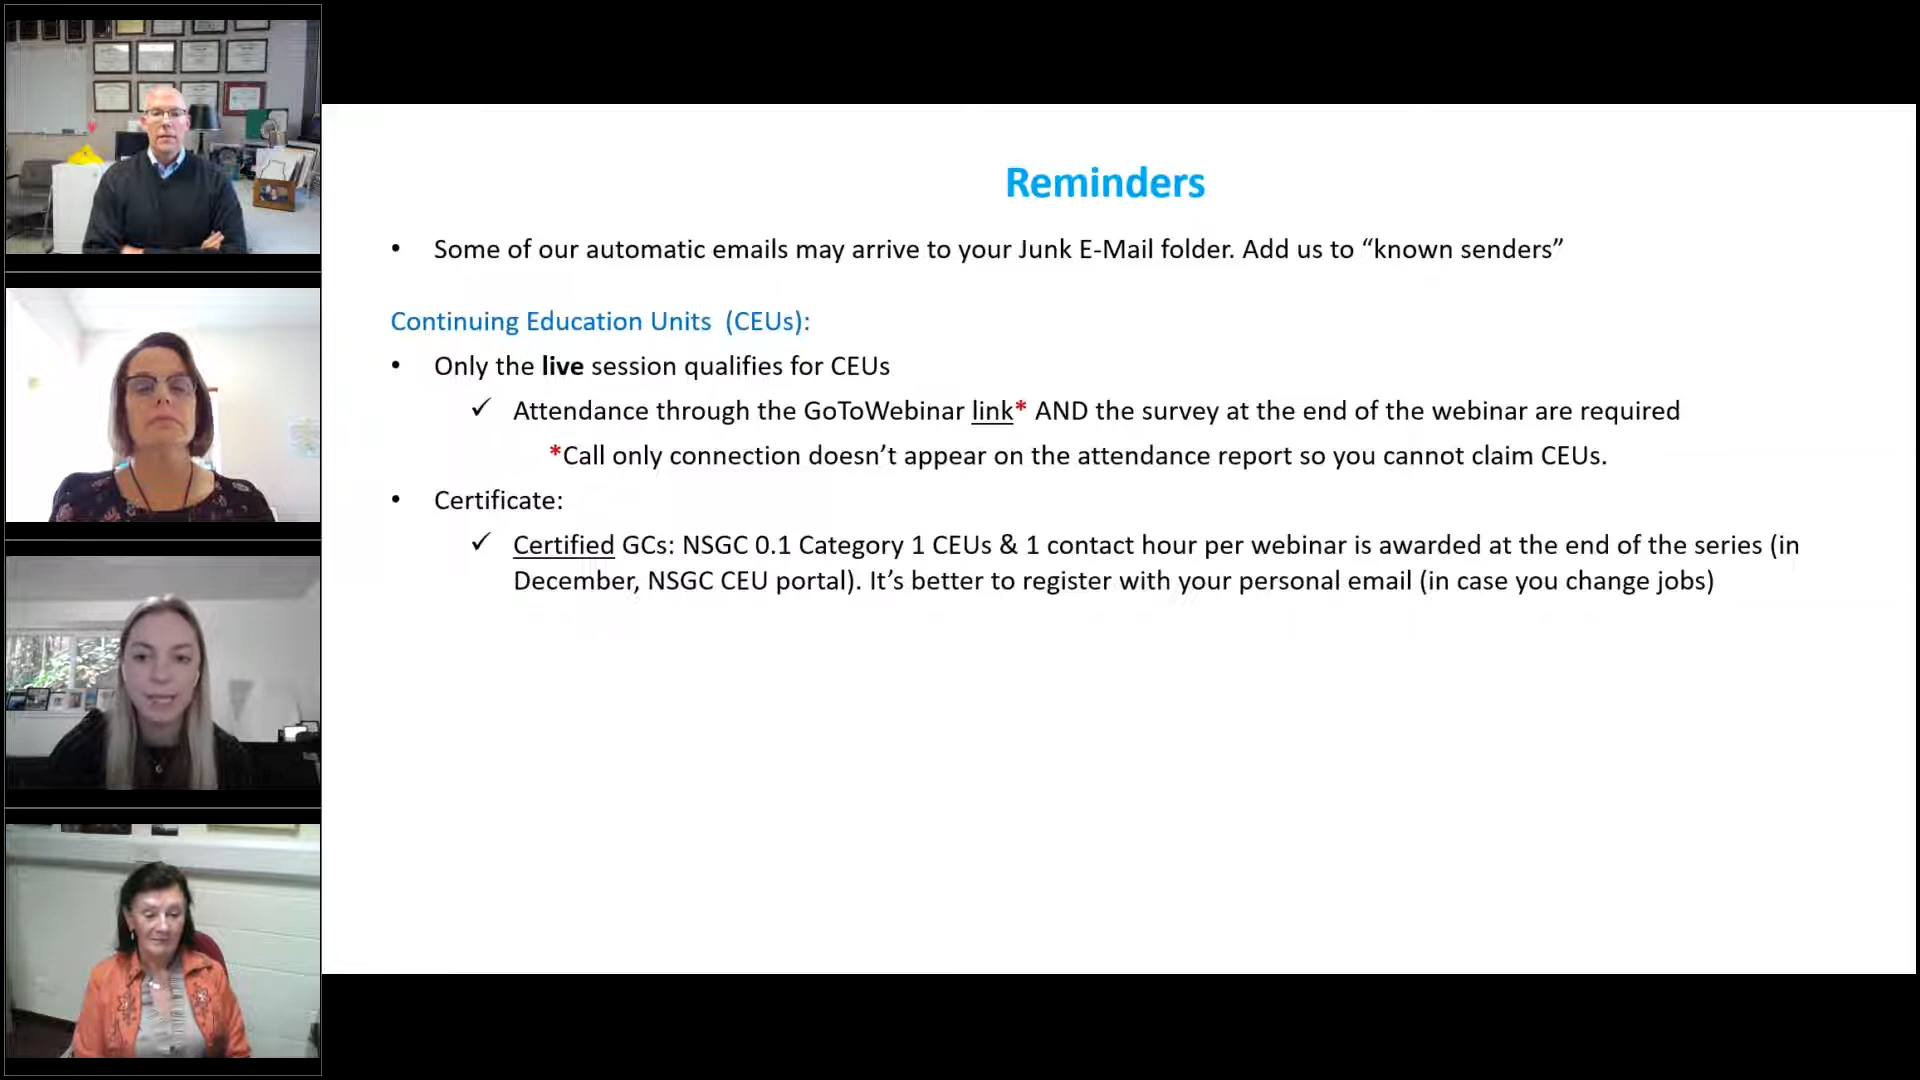 Reminders
• Some of our automatic emails may arrive to your Junk E-Mail folder. Add us to “known senders”
Continuing Education Units (CEUs):
• Only the live session qualifies for CEUs
✓ Attendance through the GoToWebinar link* AND the survey at the end of the webinar are required
*Call only connection doesn’t appear on the attendance report so you cannot claim CEUs.
• Certificate:
✓ Certified GCs: NSGC 0.1 Category 1 CEUs & 1 contact hour per webinar is awarded at the end of the series (in
December, NSGC CEU portal). It’s better to register with your personal email (in case you change jobs)